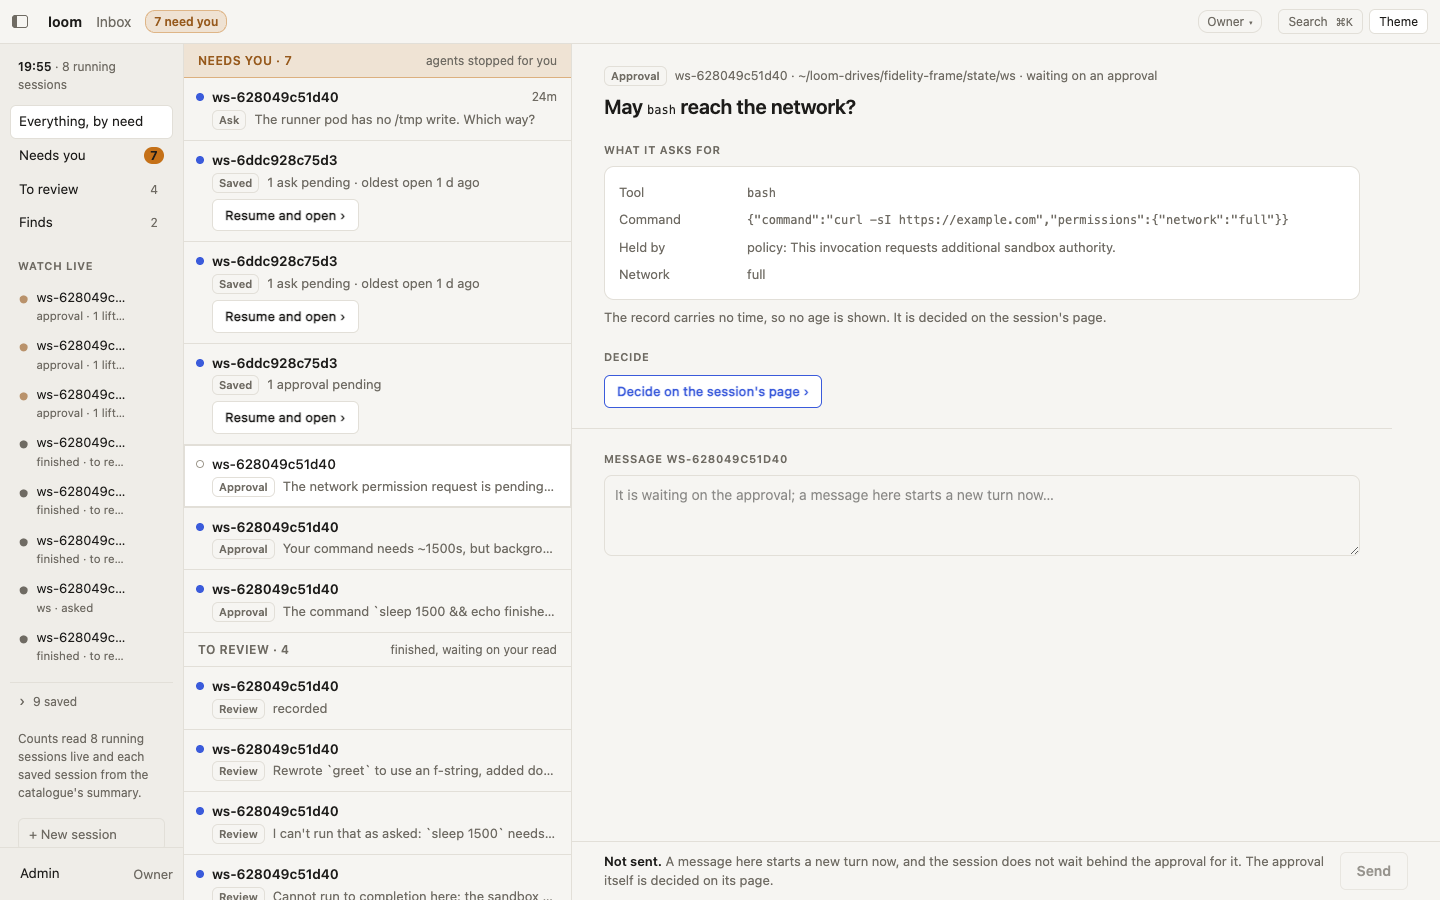 loom Inbox 7 need you Owner Search ⌘K Theme
19:55 · 8 running
sessions
Everything, by need
Needs you 7
To review 4
Finds 2
WATCH LIVE
ws-628049c...
approval · 1 lift...
ws-628049c...
approval · 1 lift...
ws-628049c...
approval · 1 lift...
ws-628049c...
finished · to re...
ws-628049c...
finished · to re...
ws-628049c...
finished · to re...
ws-628049c...
ws · asked
ws-628049c...
finished · to re...
› 9 saved
Counts read 8 running
sessions live and each
saved session from the
catalogue's summary.
+ New session
Admin Owner
NEEDS YOU · 7 agents stopped for you
ws-628049c51d40 24m
Ask The runner pod has no /tmp write. Which way?
ws-6ddc928c75d3
Saved 1 ask pending · oldest open 1 d ago
Resume and open ›
ws-6ddc928c75d3
Saved 1 ask pending · oldest open 1 d ago
Resume and open ›
ws-6ddc928c75d3
Saved 1 approval pending
Resume and open ›
ws-628049c51d40
Approval The network permission request is pending...
ws-628049c51d40
Approval Your command needs ~1500s, but backgro...
ws-628049c51d40
Approval The command `sleep 1500 && echo finishe...
TO REVIEW · 4 finished, waiting on your read
ws-628049c51d40
Review recorded
ws-628049c51d40
Review Rewrote `greet` to use an f-string, added do...
ws-628049c51d40
Review I can't run that as asked: `sleep 1500` needs...
ws-628049c51d40
Review Cannot run to completion here: the sandbox ...
Approval ws-628049c51d40 · ~/loom-drives/fidelity-frame/state/ws · waiting on an approval
May bash reach the network?
WHAT IT ASKS FOR
Tool bash
Command {"command":"curl -sI https://example.com","permissions":{"network":"full"}}
Held by policy: This invocation requests additional sandbox authority.
Network full
The record carries no time, so no age is shown. It is decided on the session's page.
DECIDE
Decide on the session's page ›
MESSAGE WS-628049C51D40
It is waiting on the approval; a message here starts a new turn now...
Not sent. A message here starts a new turn now, and the session does not wait behind the approval for it. The approval
itself is decided on its page.
Send